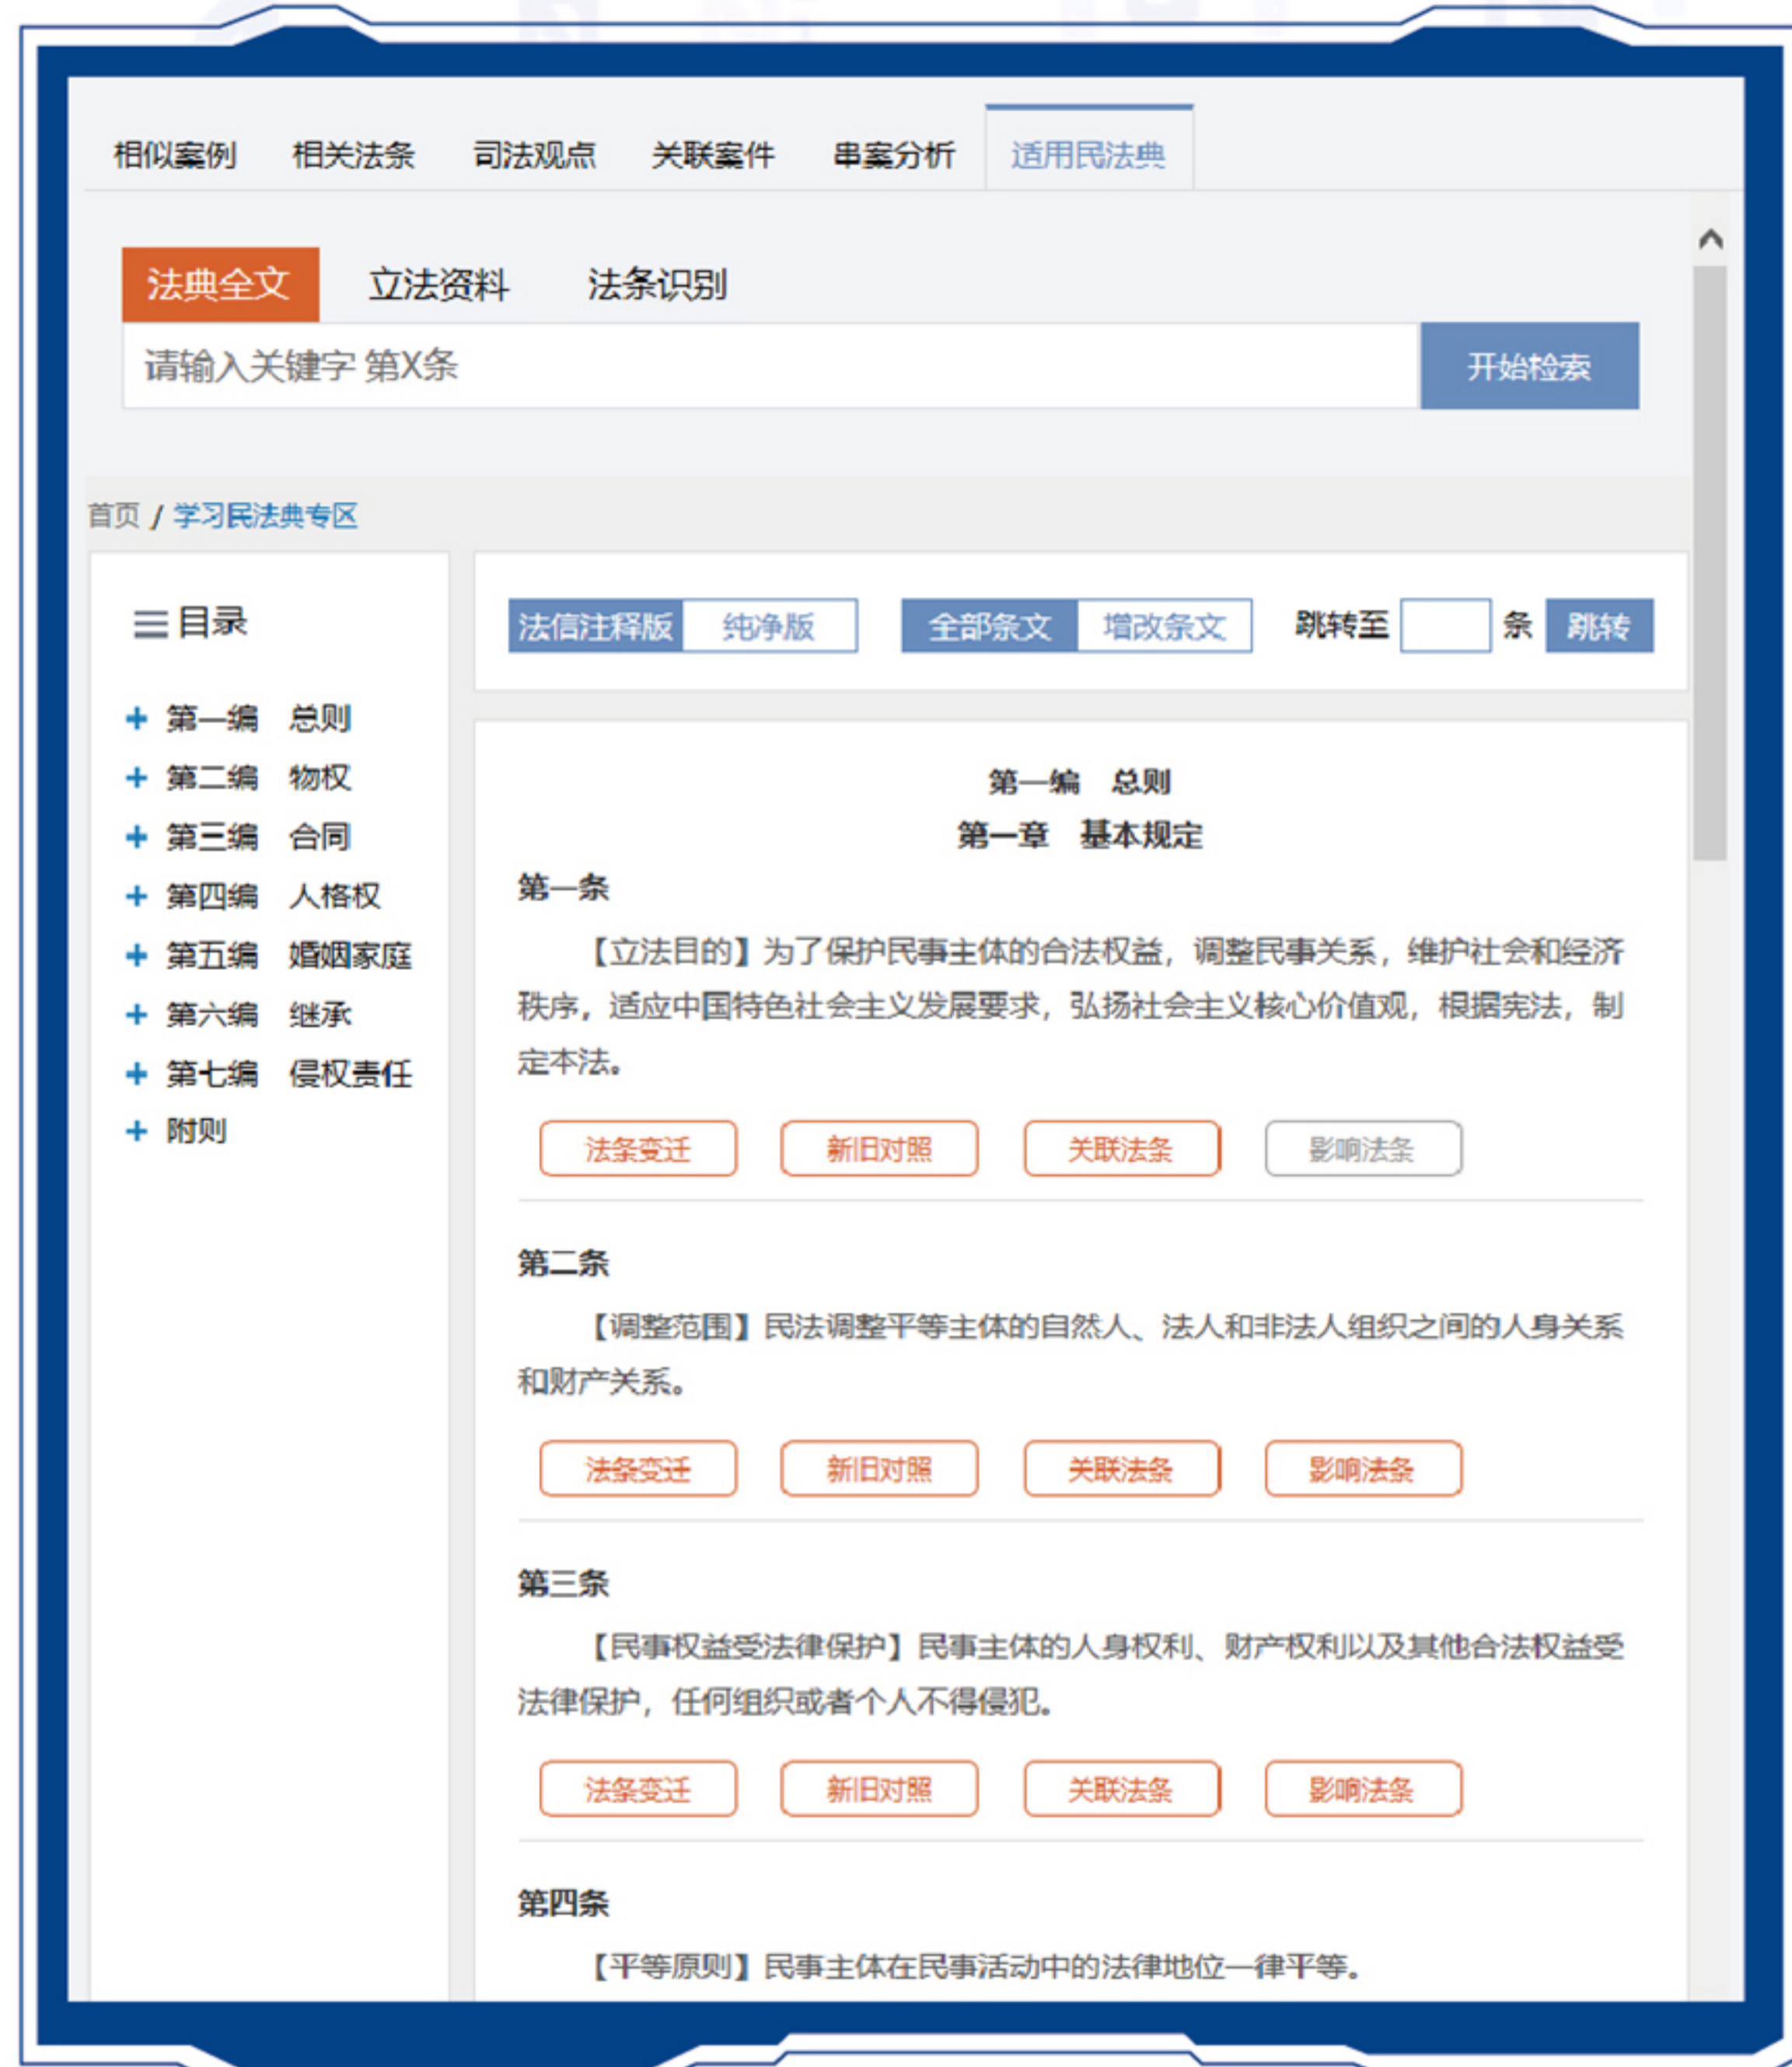 相似案例 相关法条 司法观点 关联案件 串案分析 适用民法典
法典全文 立法资料 法条识别
请输入关键字 第X条 开始检索
首页 / 学习民法典专区
目录
第一编 总则
第二编 物权
第三编 合同
第四编 人格权
第五编 婚姻家庭
第六编 继承
第七编 侵权责任
附则
法信注释版 纯净版 全部条文 增改条文 跳转至 条 跳转
第一编 总则
第一章 基本规定
第一条
【立法目的】为了保护民事主体的合法权益，调整民事关系，维护社会和经济
秩序，适应中国特色社会主义发展要求，弘扬社会主义核心价值观，根据宪法，制
定本法。
法条变迁 新旧对照 关联法条 影响法条
第二条
【调整范围】民法调整平等主体的自然人、法人和非法人组织之间的人身关系
和财产关系。
法条变迁 新旧对照 关联法条 影响法条
第三条
【民事权益受法律保护】民事主体的人身权利、财产权利以及其他合法权益受
法律保护，任何组织或者个人不得侵犯。
法条变迁 新旧对照 关联法条 影响法条
第四条
【平等原则】民事主体在民事活动中的法律地位一律平等。